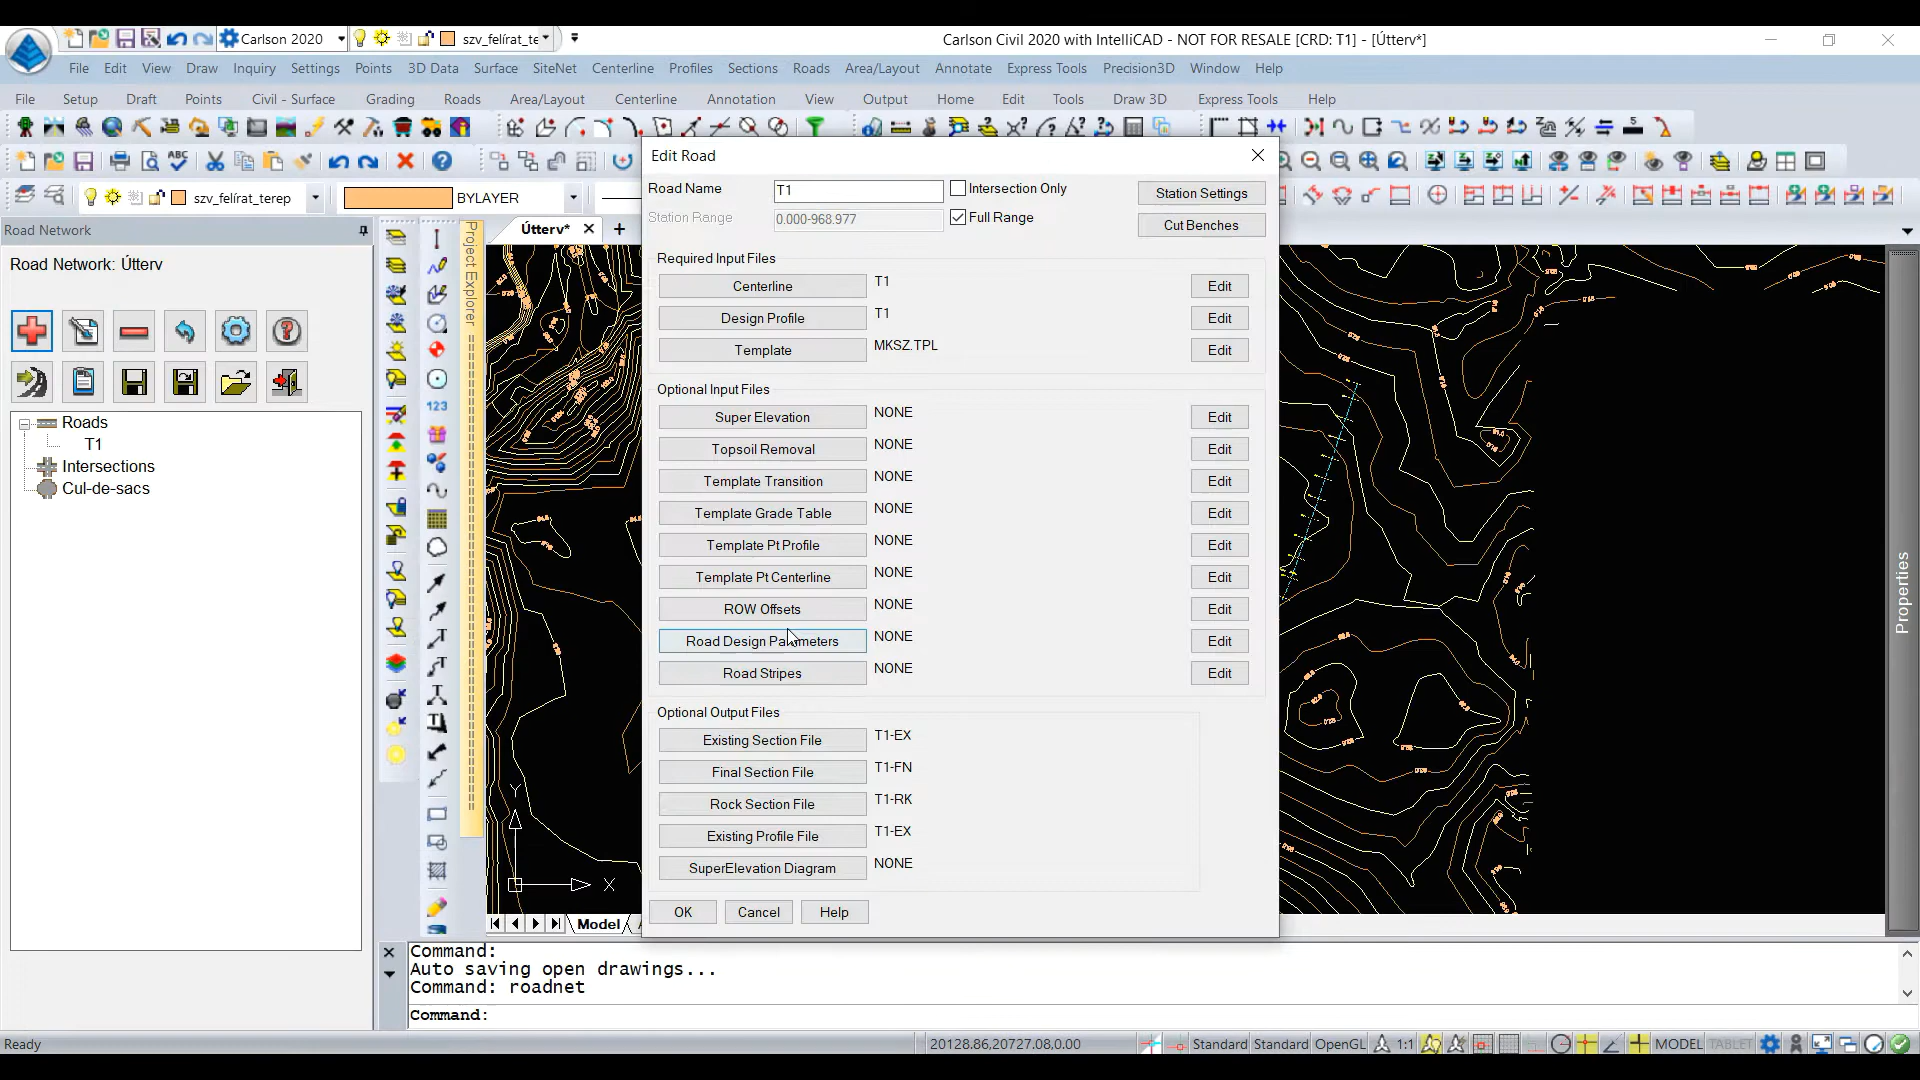 Carlson 2020 szv_felírat_te Carlson Civil 2020 with IntelliCAD - NOT FOR RESALE [CRD: T1] - [Útterv*]
File Edit View Draw Inquiry Settings Points 3D Data Surface SiteNet Centerline Profiles Sections Roads Area/Layout Annotate Express Tools Precision3D Window Help
File Setup Draft Points Civil - Surface Grading Roads Area/Layout Centerline Annotation View Output Home Edit Tools Draw 3D Express Tools Help
szv_felírat_terep BYLAYER
Road Network
Road Network: Útterv
Roads
T1
Intersections
Cul-de-sacs
Project Explorer
Útterv*
Edit Road
Road Name T1 Intersection Only Station Settings
Station Range 0.000-968.977 Full Range Cut Benches
Required Input Files
Centerline T1 Edit
Design Profile T1 Edit
Template MKSZ.TPL Edit
Optional Input Files
Super Elevation NONE Edit
Topsoil Removal NONE Edit
Template Transition NONE Edit
Template Grade Table NONE Edit
Template Pt Profile NONE Edit
Template Pt Centerline NONE Edit
ROW Offsets NONE Edit
Road Design Parameters NONE Edit
Road Stripes NONE Edit
Optional Output Files
Existing Section File T1-EX
Final Section File T1-FN
Rock Section File T1-RK
Existing Profile File T1-EX
SuperElevation Diagram NONE
OK Cancel Help
Properties
Y
X
Model
Command:
Auto saving open drawings...
Command: roadnet
Command:
Ready 20128.86,20727.08,0.00 Standard Standard OpenGL 1:1 MODEL TABLET